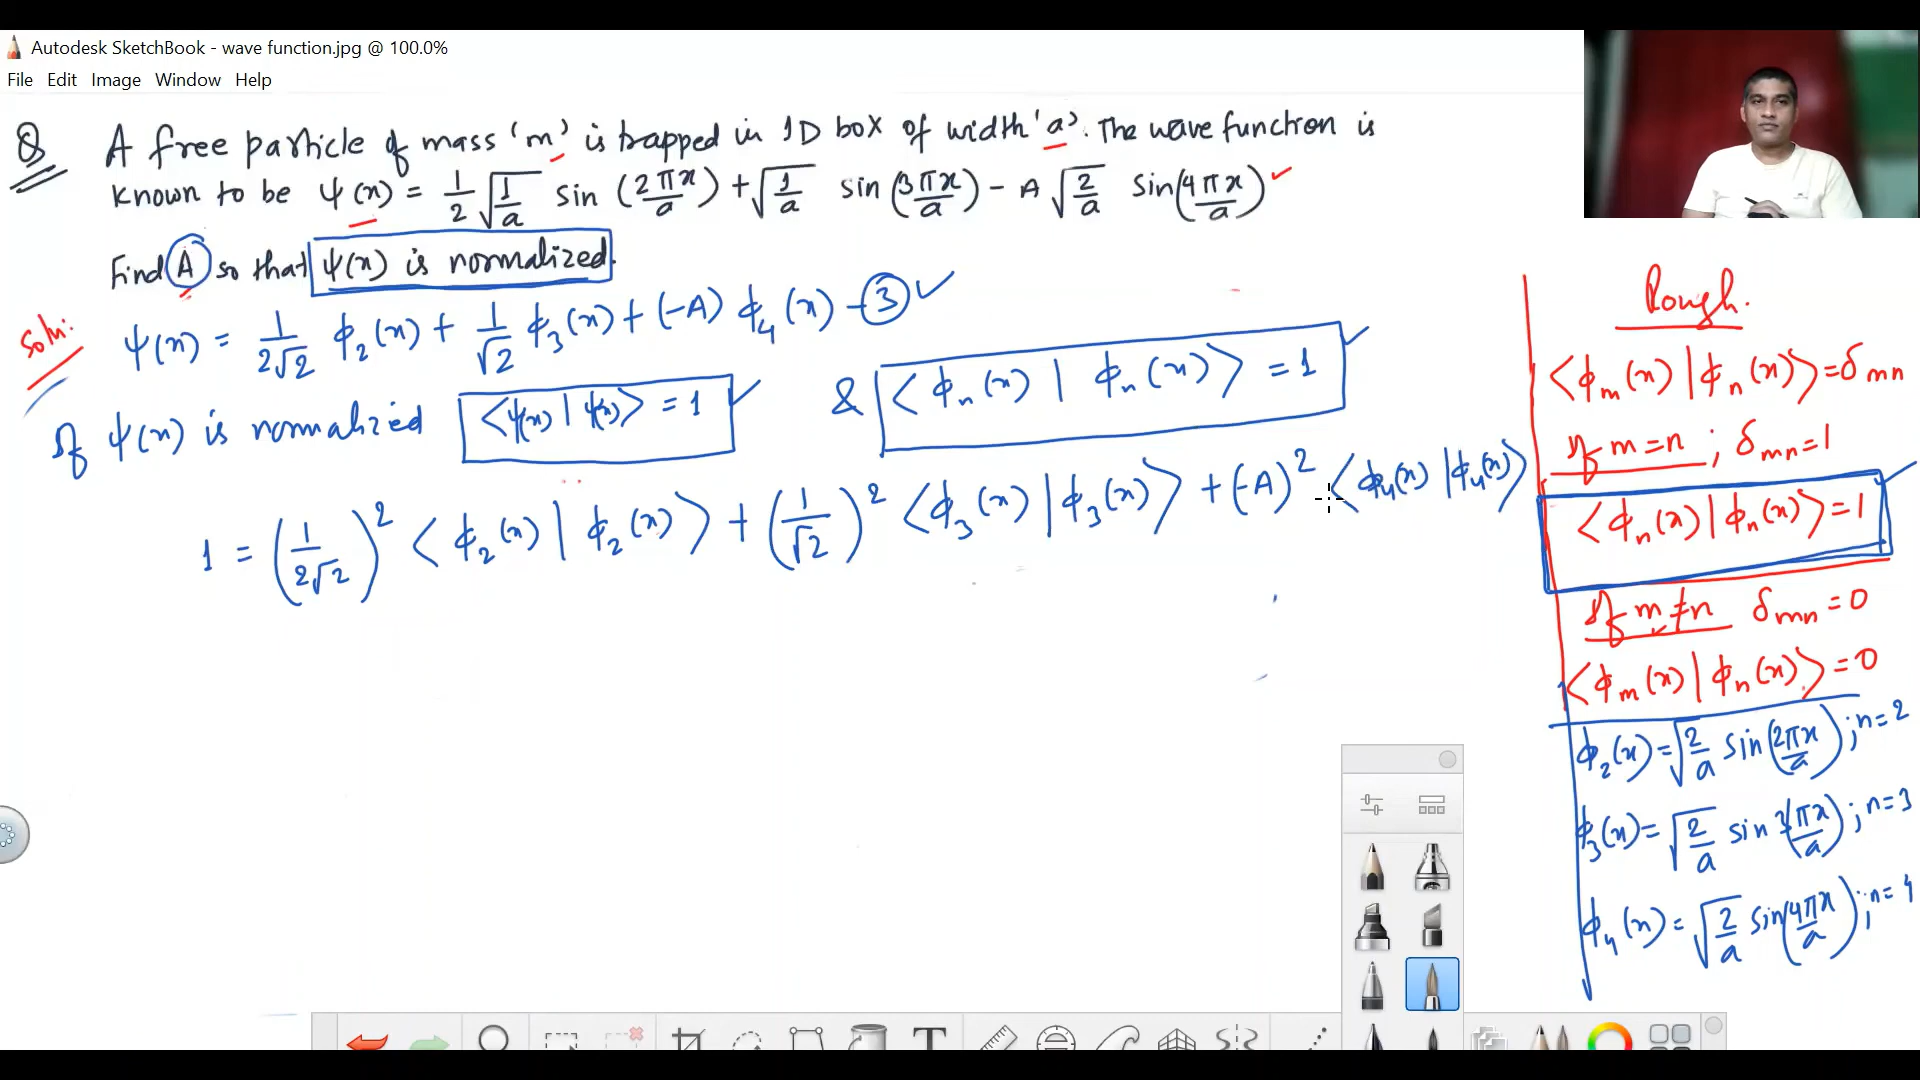 Autodesk SketchBook - wave function.jpg @ 100.0%
File Edit Image Window Help
Q A free particle of mass 'm' is trapped in 1D box of width 'a'. The wave function is
known to be ψ(x) = 1/2 √(1/a) sin (2πx/a) + √(1/a) sin (3πx/a) - A √(2/a) sin(4πx/a) ✓
Find A so that ψ(x) is normalized.
Soln:
ψ(x) = 1/(2√2) ϕ₂(x) + 1/√2 ϕ₃(x) + (-A) ϕ₄(x) - ③ ✓
If ψ(x) is normalized ⟨ψ(x) | ψ(x)⟩ = 1 ✓ & ⟨ϕₙ(x) | ϕₙ(x)⟩ = 1 ✓
1 = (1/(2√2))² ⟨ϕ₂(x) | ϕ₂(x)⟩ + (1/√2)² ⟨ϕ₃(x) | ϕ₃(x)⟩ + (-A)² ⟨ϕ₄(x) | ϕ₄(x)⟩
Rough.
⟨ϕₘ(x) | ϕₙ(x)⟩ = δmn
If m = n ; δmn = 1
⟨ϕₙ(x) | ϕₙ(x)⟩ = 1 ✓
If m ≠ n δmn = 0
⟨ϕₘ(x) | ϕₙ(x)⟩ = 0
ϕ₂(x) = √(2/a) sin (2πx/a) ; n = 2
ϕ₃(x) = √(2/a) sin (3πx/a) ; n = 3
ϕ₄(x) = √(2/a) sin (4πx/a) ; n = 4